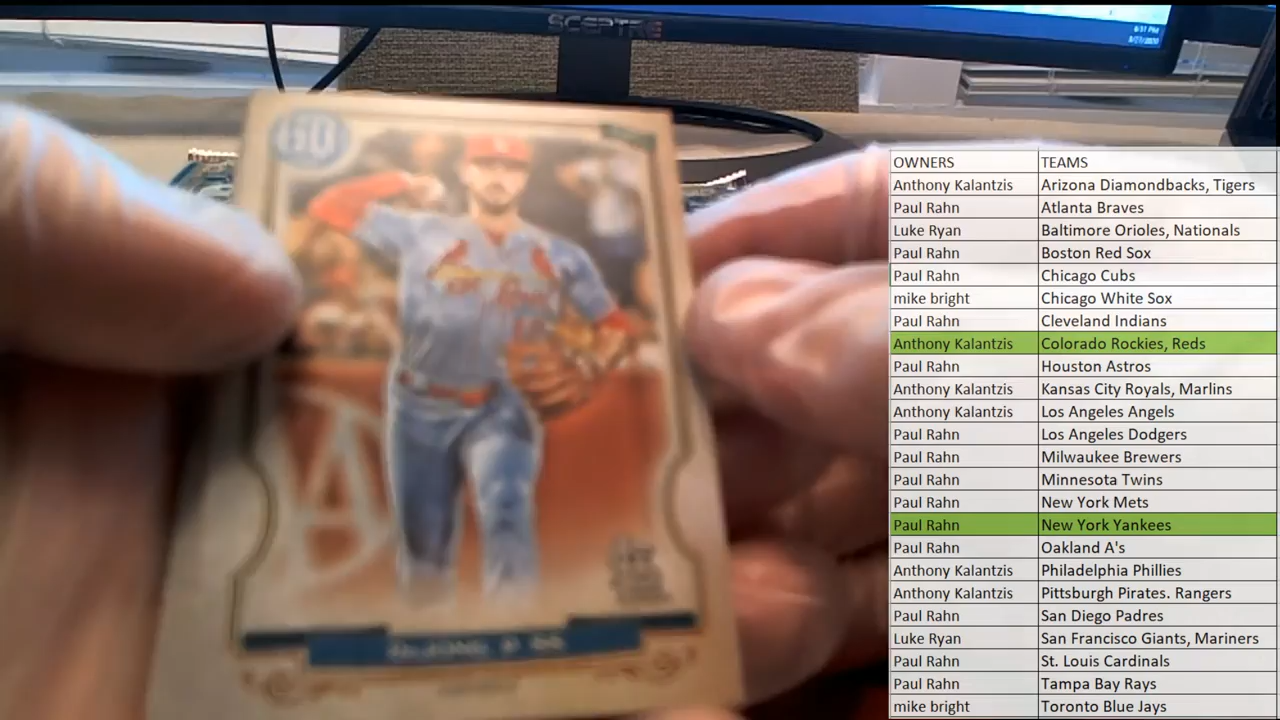 SCEPTRE
6:31 PM
GQ
OWNERS TEAMS
Anthony Kalantzis Arizona Diamondbacks, Tigers
Paul Rahn Atlanta Braves
Luke Ryan Baltimore Orioles, Nationals
Paul Rahn Boston Red Sox
Paul Rahn Chicago Cubs
mike bright Chicago White Sox
Paul Rahn Cleveland Indians
Anthony Kalantzis Colorado Rockies, Reds
Paul Rahn Houston Astros
Anthony Kalantzis Kansas City Royals, Marlins
Anthony Kalantzis Los Angeles Angels
Paul Rahn Los Angeles Dodgers
Paul Rahn Milwaukee Brewers
Paul Rahn Minnesota Twins
Paul Rahn New York Mets
Paul Rahn New York Yankees
Paul Rahn Oakland A's
Anthony Kalantzis Philadelphia Phillies
Anthony Kalantzis Pittsburgh Pirates. Rangers
Paul Rahn San Diego Padres
Luke Ryan San Francisco Giants, Mariners
Paul Rahn St. Louis Cardinals
Paul Rahn Tampa Bay Rays
mike bright Toronto Blue Jays